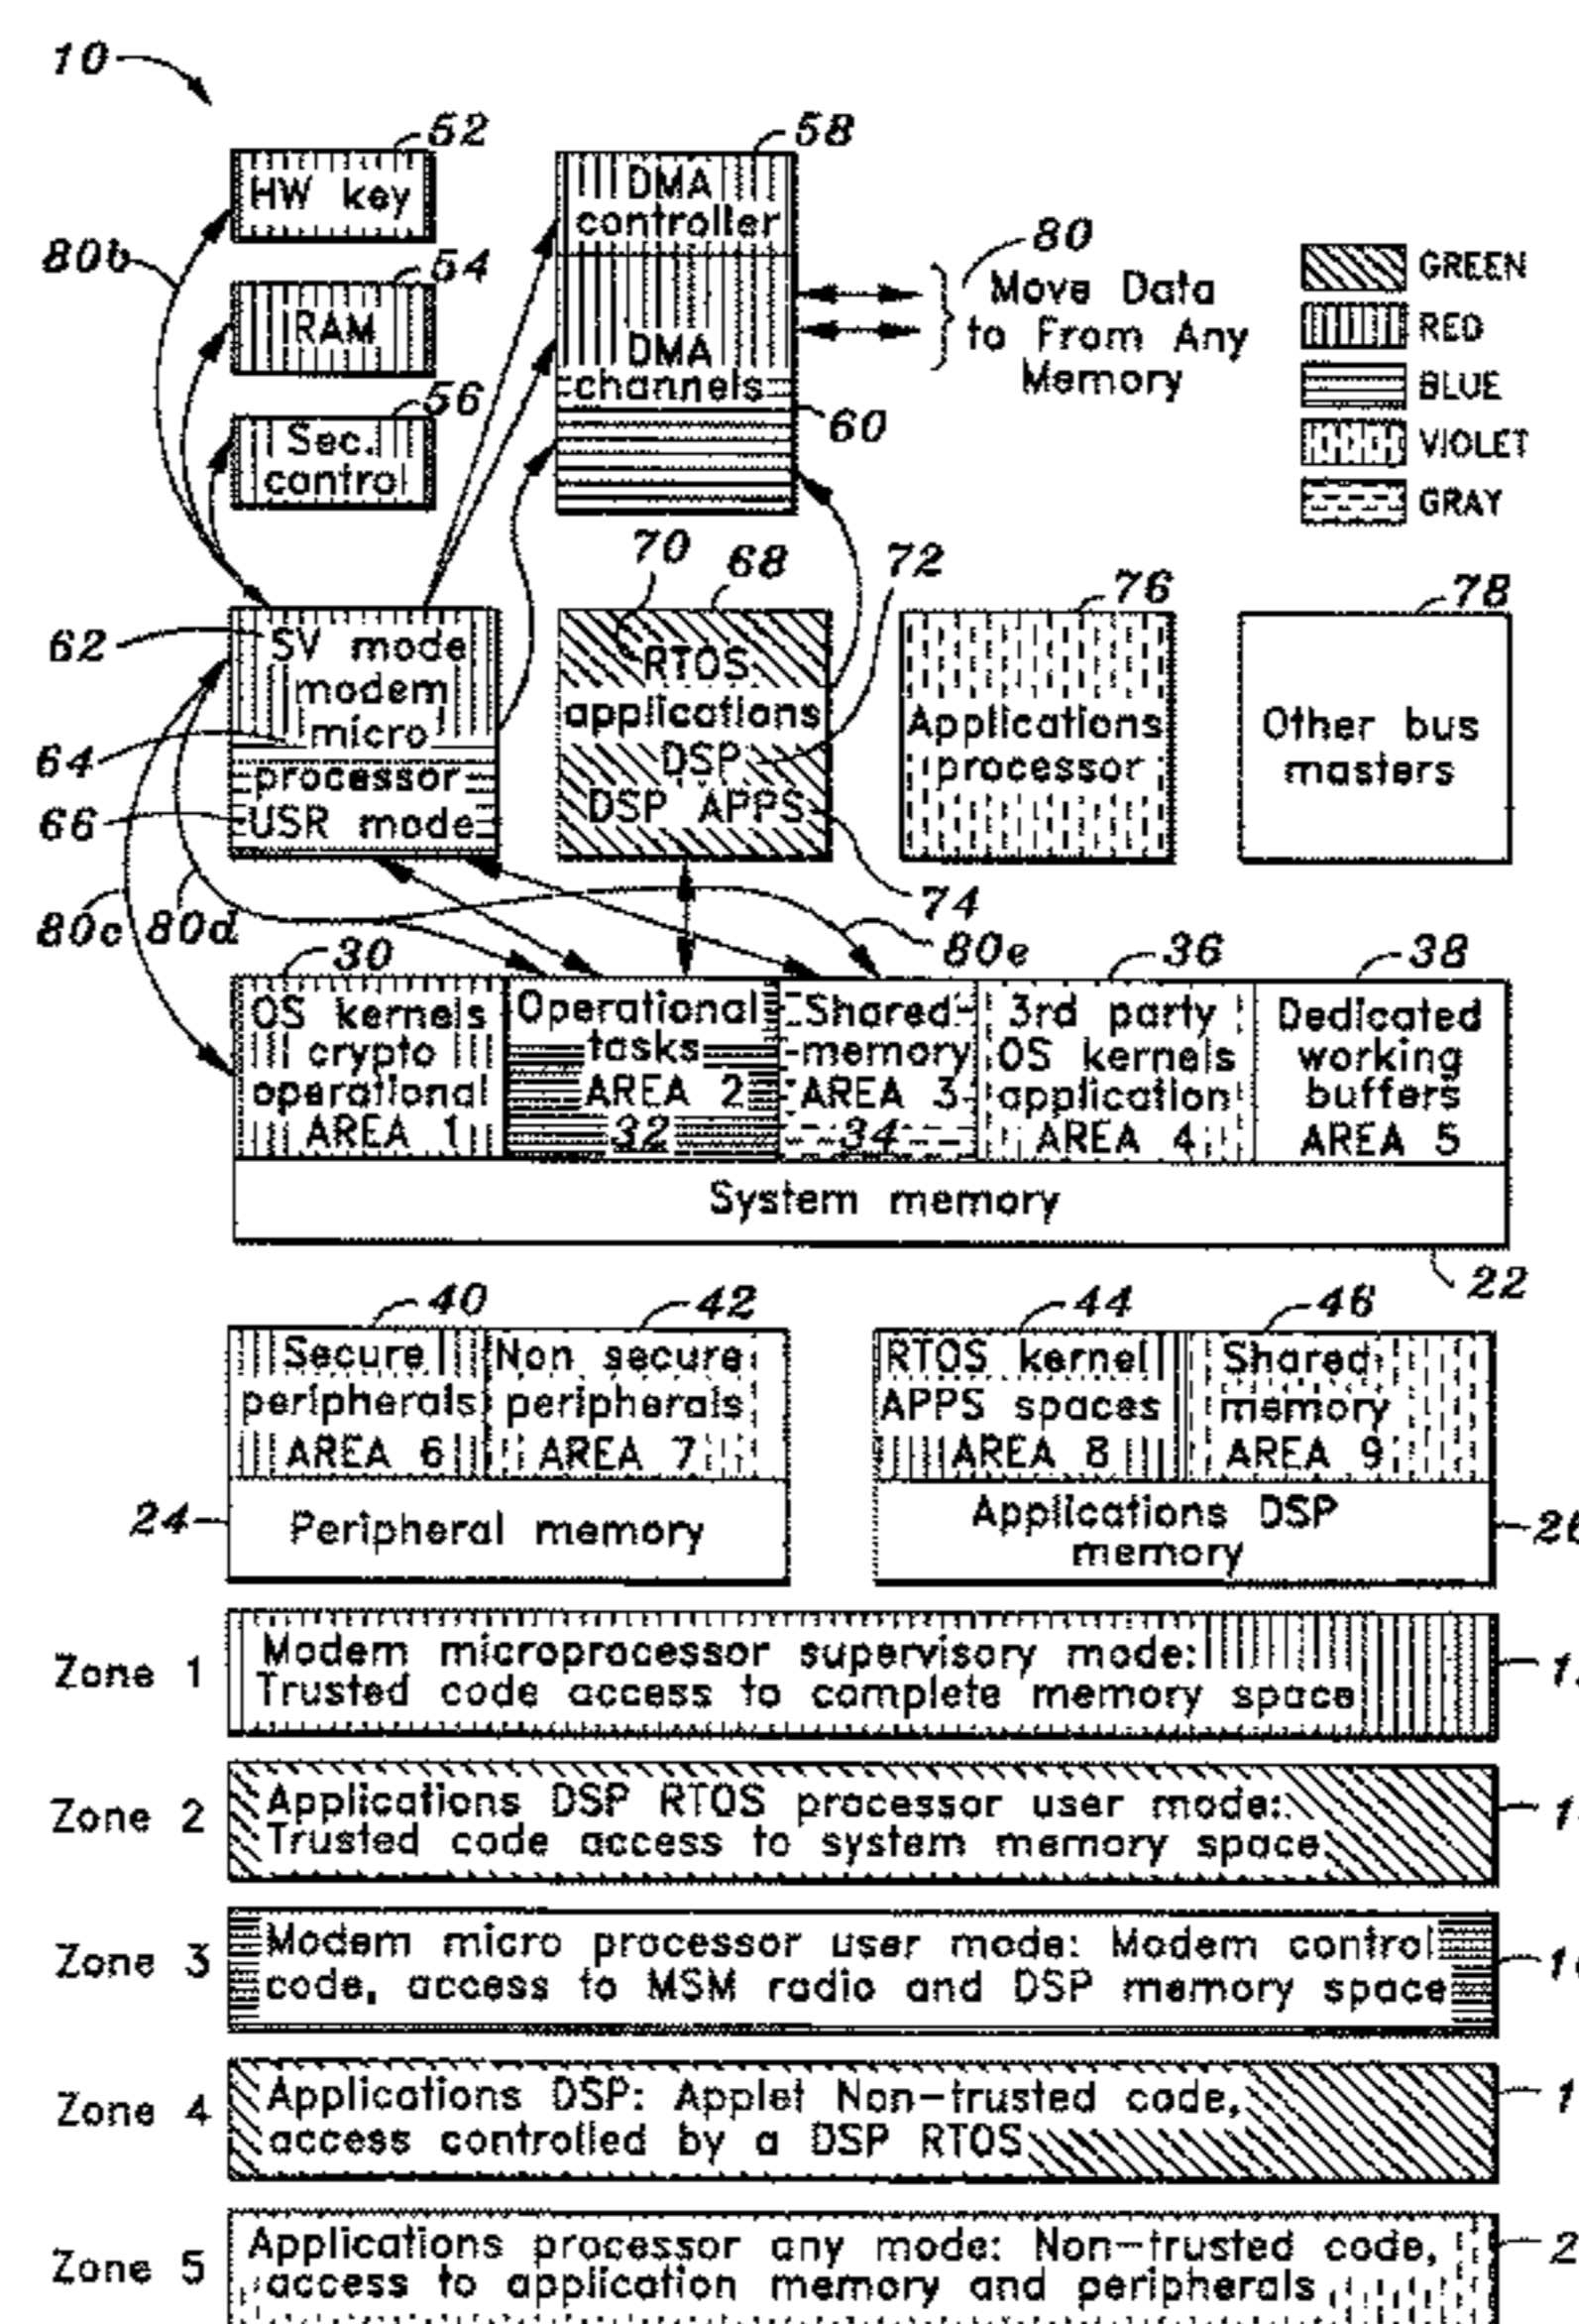 10
52
58
HW key
DMA
controller
80b
54
80
Move Data
to From Any
Memory
GREEN
RED
BLUE
VIOLET
GRAY
IRAM
DMA
channels
56
60
Sec.
control
70
68
72
76
78
62
SV mode
modem
micro
processor
USR mode
64
66
RTOS
applications
DSP
DSP APPS
Applications
processor
Other bus
masters
74
80c
80d
80e
30
36
38
OS kernels
crypto
operational
AREA 1
Operational
tasks
AREA 2
32
Shared
memory
AREA 3
34
3rd party
OS kernels
application
AREA 4
Dedicated
working
buffers
AREA 5
System memory
22
40
42
44
46
Secure
peripherals
AREA 6
Non secure
peripherals
AREA 7
RTOS kernel
APPS spaces
AREA 8
Shared
memory
AREA 9
24
Peripheral memory
Applications DSP
memory
Zone 1
Modem microprocessor supervisory mode:
Trusted code access to complete memory space
Zone 2
Applications DSP RTOS processor user mode:
Trusted code access to system memory space
Zone 3
Modem micro processor user mode: Modem control
code, access to MSM radio and DSP memory space
Zone 4
Applications DSP: Applet Non-trusted code,
access controlled by a DSP RTOS
Zone 5
Applications processor any mode: Non-trusted code,
access to application memory and peripherals